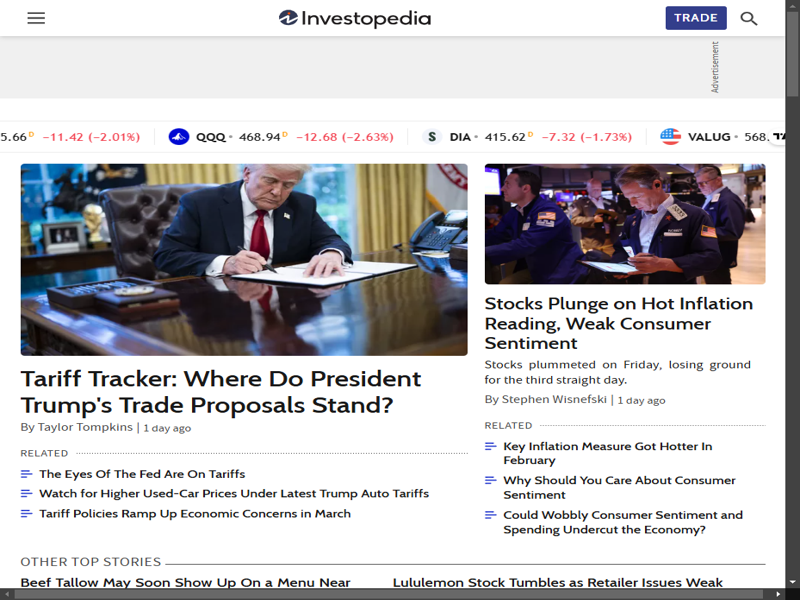 Investopedia
TRADE
Advertisement
5.66 D −11.42 (−2.01%) QQQ • 468.94 D −12.68 (−2.63%) $ DIA • 415.62 D −7.32 (−1.73%) VALUG • 568.
Tariff Tracker: Where Do President
Trump's Trade Proposals Stand?
By Taylor Tompkins | 1 day ago
RELATED
The Eyes Of The Fed Are On Tariffs
Watch for Higher Used-Car Prices Under Latest Trump Auto Tariffs
Tariff Policies Ramp Up Economic Concerns in March
Stocks Plunge on Hot Inflation
Reading, Weak Consumer
Sentiment
Stocks plummeted on Friday, losing ground
for the third straight day.
By Stephen Wisnefski | 1 day ago
RELATED
Key Inflation Measure Got Hotter In
February
Why Should You Care About Consumer
Sentiment
Could Wobbly Consumer Sentiment and
Spending Undercut the Economy?
OTHER TOP STORIES
Beef Tallow May Soon Show Up On a Menu Near
Lululemon Stock Tumbles as Retailer Issues Weak